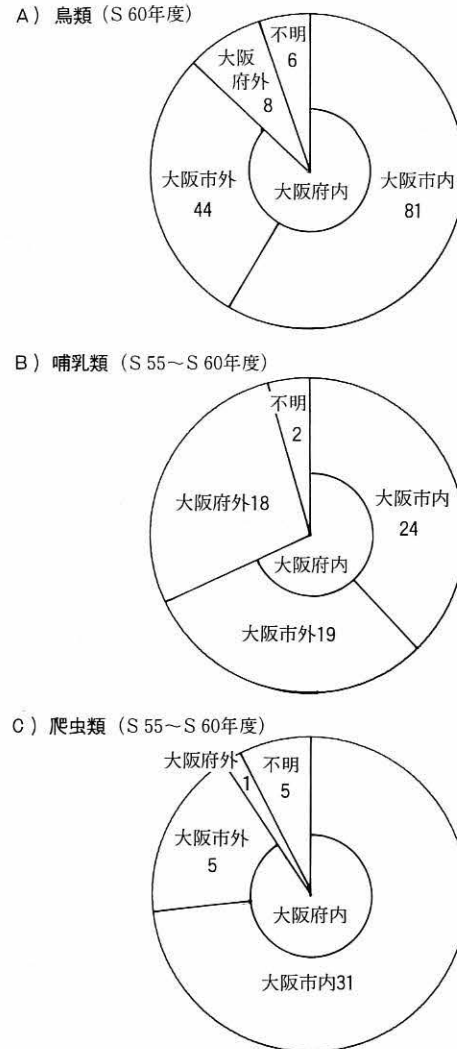 A）鳥類（S 60年度）
不明
6
大阪
府外
8
大阪市外
44
大阪府内
大阪市内
81
B）哺乳類（S 55～S 60年度）
不明
2
大阪府外18
大阪市内
24
大阪府内
大阪市外19
C）爬虫類（S 55～S 60年度）
大阪府外
1
不明
5
大阪市外
5
大阪府内
大阪市内31